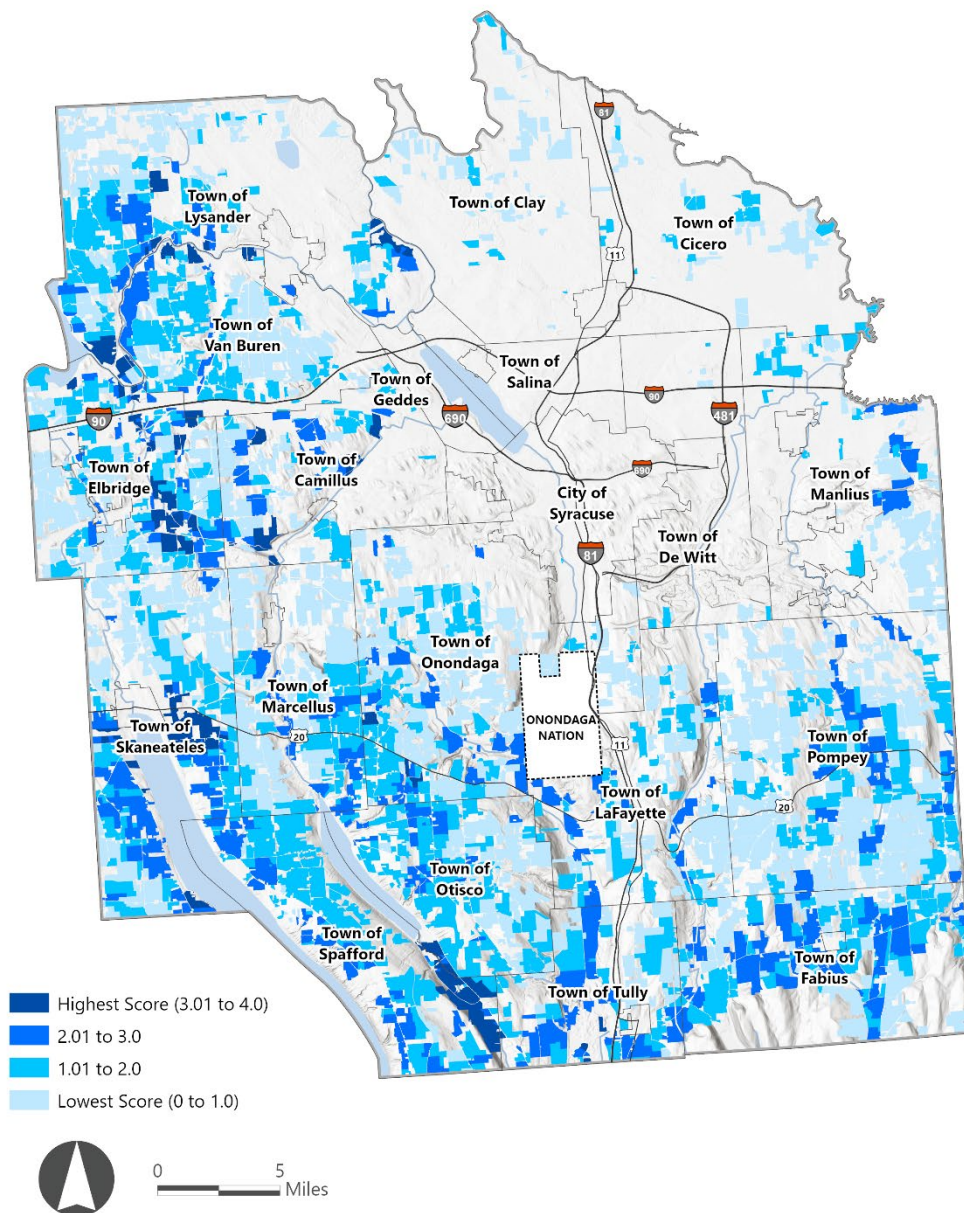 81
Town of
Lysander
Town of Clay
Town of
Cicero
11
Town of
Van Buren
Town of
Salina
Town of
Geddes
90
90
690
481
Town of
Elbridge
Town of
Camillus
690
Town of
Manlius
City of
Syracuse
81
Town of
De Witt
Town of
Onondaga
Town of
Marcellus
ONONDAGA
NATION
Town of
Skaneateles
20
11
Town of
Pompey
Town of
LaFayette
20
Town of
Otisco
Town of
Spafford
Town of
Fabius
Town of Tully
Highest Score (3.01 to 4.0)
2.01 to 3.0
1.01 to 2.0
Lowest Score (0 to 1.0)
0 5
Miles